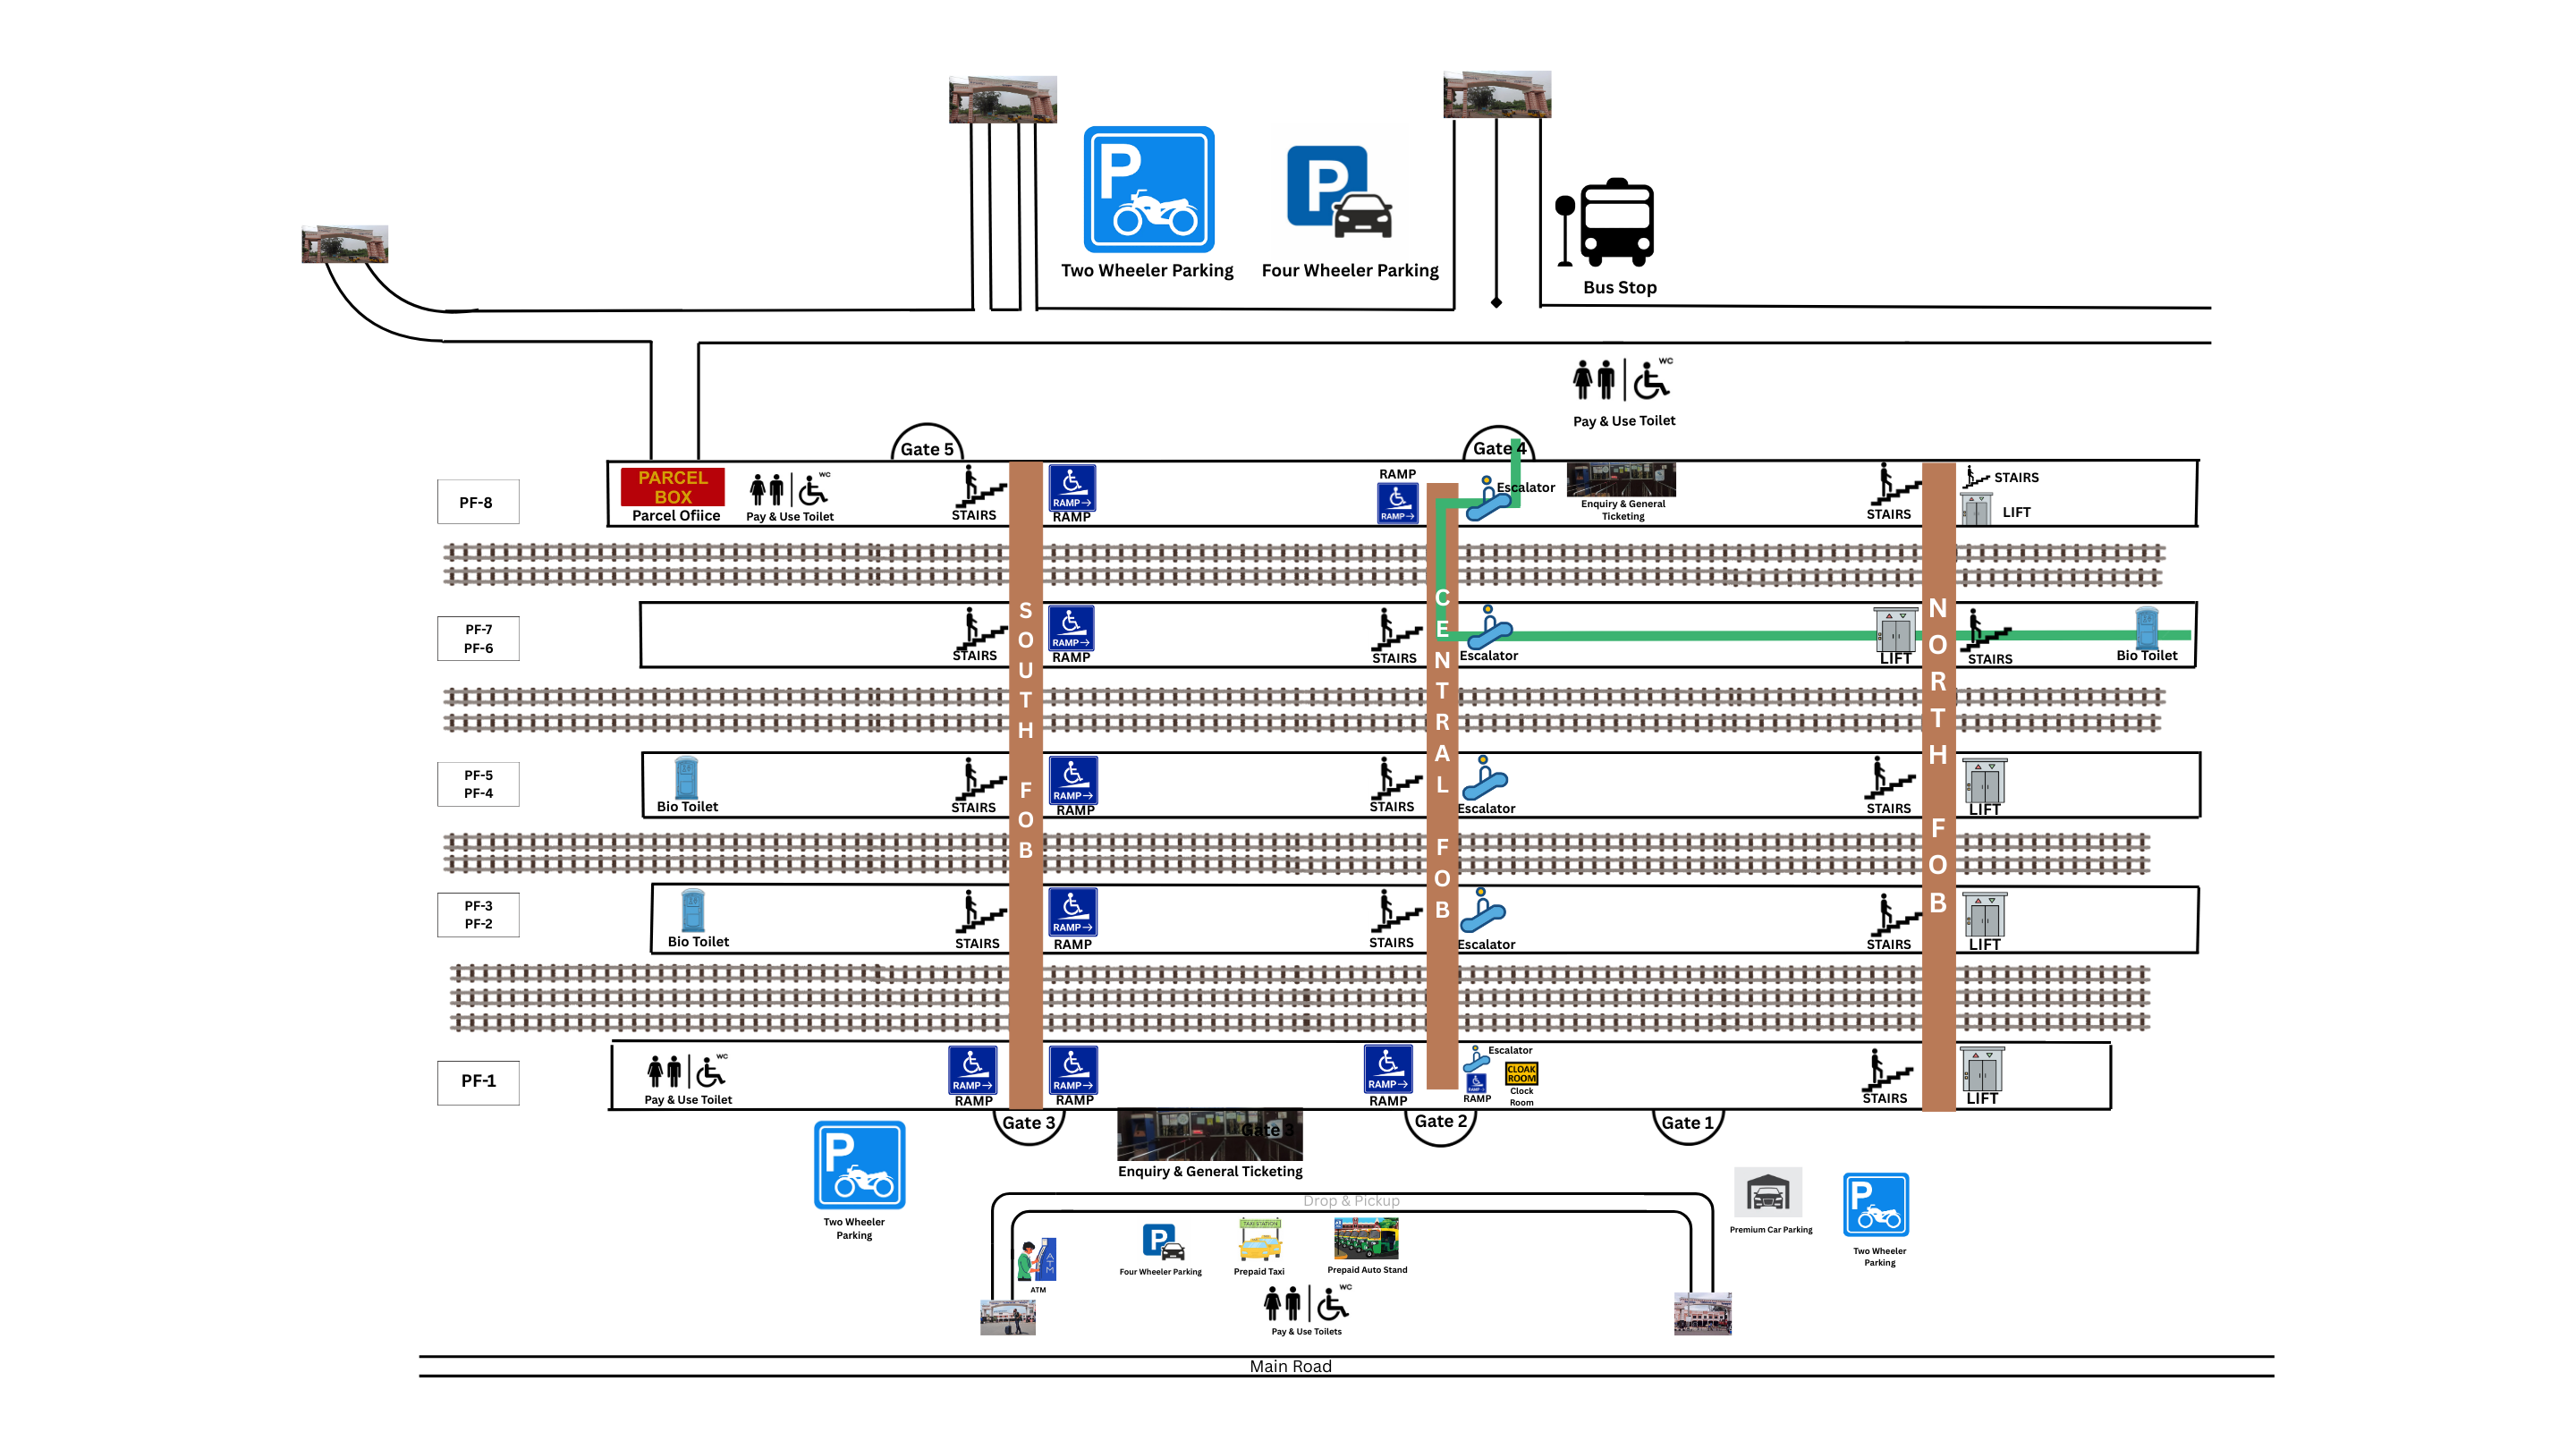 Two Wheeler Parking
Four Wheeler Parking
Bus Stop
WC
Pay & Use Toilet
Gate 5
Gate 4
PF-8
PARCEL
BOX
Parcel Ofiice
WC
Pay & Use Toilet
STAIRS
RAMP→
RAMP
RAMP
RAMP→
Escalator
Enquiry & General
Ticketing
STAIRS
STAIRS
LIFT
PF-7
PF-6
STAIRS
RAMP→
RAMP
STAIRS
Escalator
LIFT
STAIRS
Bio Toilet
SOUTH FOB
CENTRAL FOB
NORTH FOB
PF-5
PF-4
Bio Toilet
STAIRS
RAMP→
RAMP
STAIRS
Escalator
STAIRS
LIFT
PF-3
PF-2
Bio Toilet
STAIRS
RAMP→
RAMP
STAIRS
Escalator
STAIRS
LIFT
PF-1
WC
Pay & Use Toilet
RAMP→
RAMP
RAMP→
RAMP
RAMP→
RAMP
Escalator
RAMP
CLOAK
ROOM
Clock
Room
STAIRS
LIFT
Gate 3
Gate 3
Gate 2
Gate 1
Enquiry & General Ticketing
Two Wheeler
Parking
Drop & Pickup
ATM
ATM
Four Wheeler Parking
TAXI STATION
Prepaid Taxi
Prepaid Auto Stand
WC
Pay & Use Toilets
Premium Car Parking
Two Wheeler
Parking
Main Road